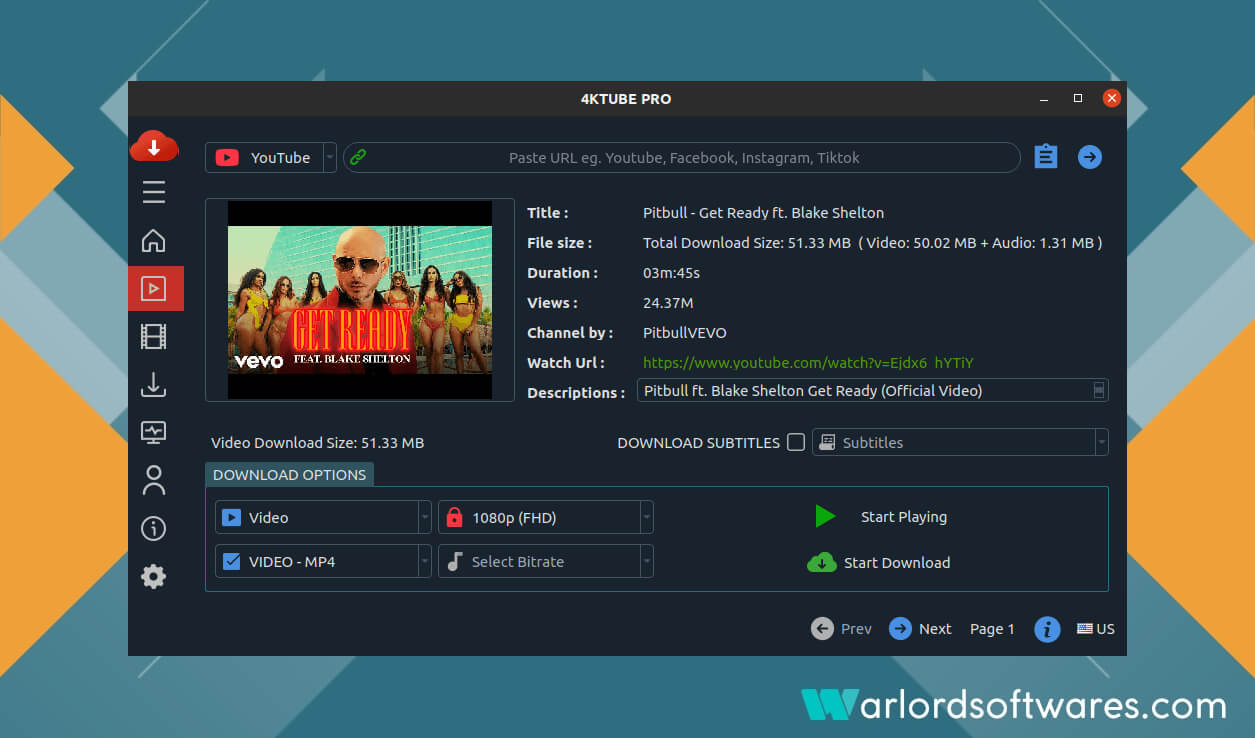 4KTUBE PRO
YouTube
Paste URL eg. Youtube, Facebook, Instagram, Tiktok
GET READY
FEAT. BLAKE SHELTON
vevo
Title : Pitbull - Get Ready ft. Blake Shelton
File size : Total Download Size: 51.33 MB ( Video: 50.02 MB + Audio: 1.31 MB )
Duration : 03m:45s
Views : 24.37M
Channel by : PitbullVEVO
Watch Url : https://www.youtube.com/watch?v=Ejdx6_hYTiY
Descriptions : Pitbull ft. Blake Shelton Get Ready (Official Video)
Video Download Size: 51.33 MB
DOWNLOAD SUBTITLES Subtitles
DOWNLOAD OPTIONS
Video 1080p (FHD) Start Playing
VIDEO - MP4 Select Bitrate Start Download
Prev Next Page 1 US
Warlordsoftwares.com